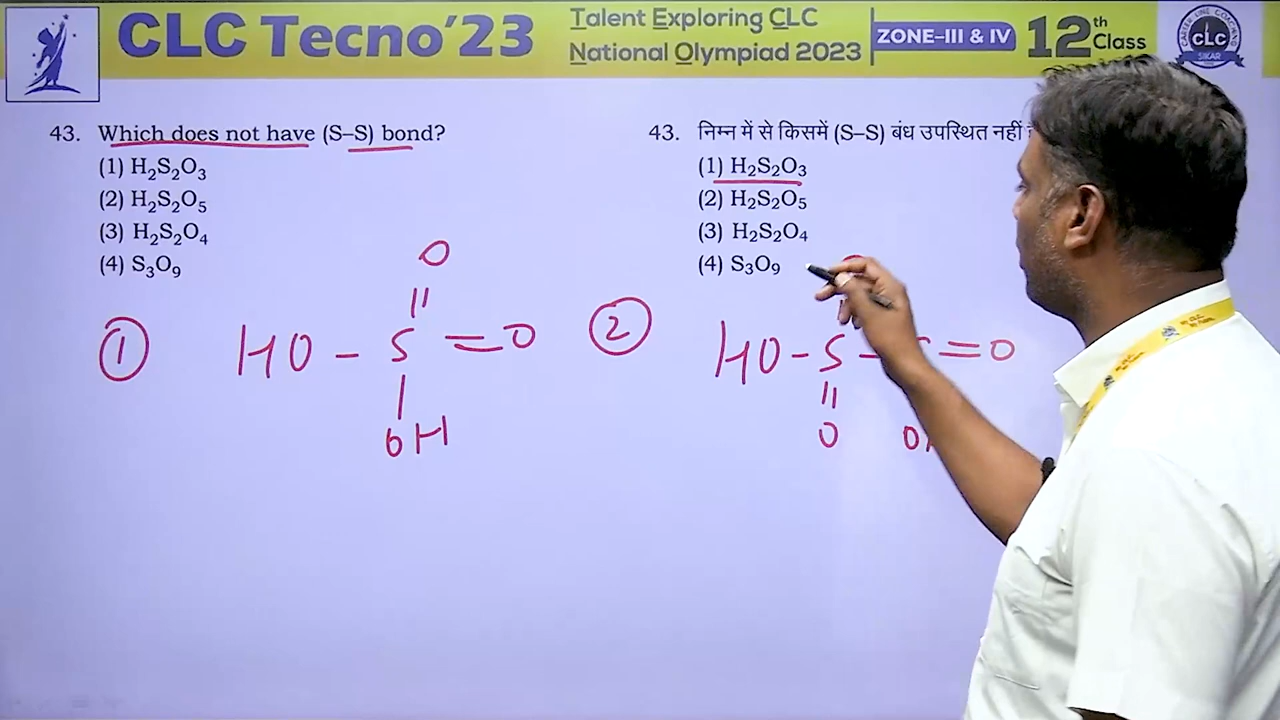 CLC Tecno'23
Talent Exploring CLC
National Olympiad 2023
ZONE-III & IV
12th Class
CLC
SIKAR
43. Which does not have (S–S) bond?
(1) H₂S₂O₃
(2) H₂S₂O₅
(3) H₂S₂O₄
(4) S₃O₉
43. निम्न में से किसमें (S–S) बंध उपस्थित नहीं
(1) H₂S₂O₃
(2) H₂S₂O₅
(3) H₂S₂O₄
(4) S₃O₉
①
O
||
HO – S = O
|
OH
②
HO – S – = O
||
O